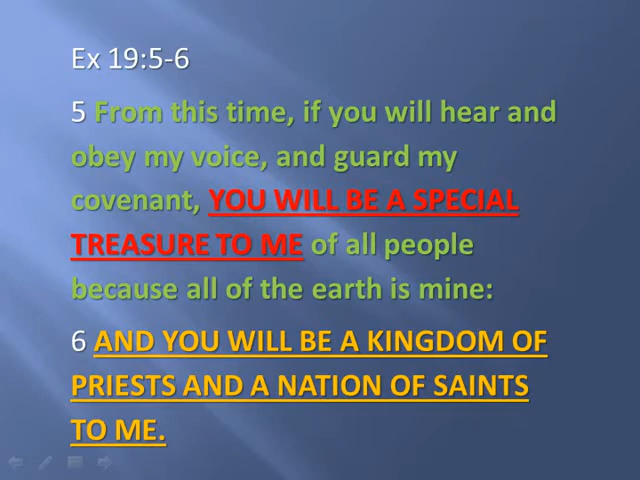 Ex 19:5-6
5 From this time, if you will hear and
obey my voice, and guard my
covenant, YOU WILL BE A SPECIAL
TREASURE TO ME of all people
because all of the earth is mine:
6 AND YOU WILL BE A KINGDOM OF
PRIESTS AND A NATION OF SAINTS
TO ME.